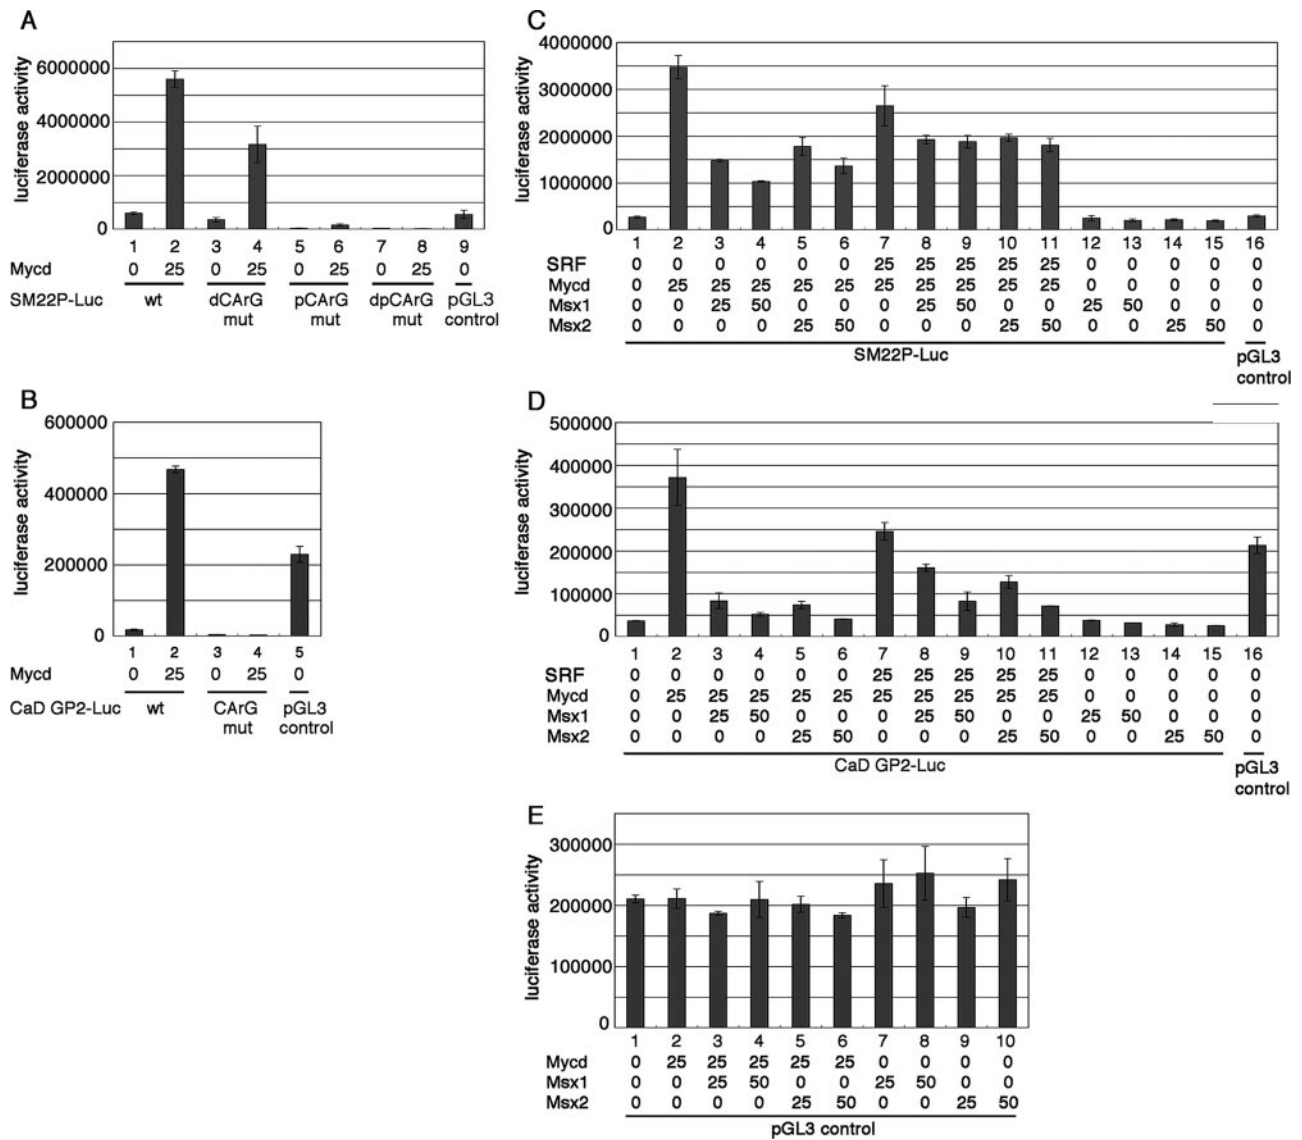 A
luciferase activity
6000000
4000000
2000000
0
1 2 3 4 5 6 7 8 9
Mycd 0 25 0 25 0 25 0 25 0
SM22P-Luc wt dCArG mut pCArG mut dpCArG mut pGL3 control
B
luciferase activity
600000
400000
200000
0
1 2 3 4 5
Mycd 0 25 0 25 0
CaD GP2-Luc wt CArG mut pGL3 control
C
luciferase activity
4000000
3000000
2000000
1000000
0
1 2 3 4 5 6 7 8 9 10 11 12 13 14 15 16
SRF 0 0 0 0 0 0 25 25 25 25 25 0 0 0 0 0
Mycd 0 25 25 25 25 25 25 25 25 25 25 0 0 0 0 0
Msx1 0 0 25 50 0 0 0 25 50 0 0 25 50 0 0 0
Msx2 0 0 0 0 25 50 0 0 0 25 50 0 0 25 50 0
SM22P-Luc pGL3 control
D
luciferase activity
500000
400000
300000
200000
100000
0
1 2 3 4 5 6 7 8 9 10 11 12 13 14 15 16
SRF 0 0 0 0 0 0 25 25 25 25 25 0 0 0 0 0
Mycd 0 25 25 25 25 25 25 25 25 25 25 0 0 0 0 0
Msx1 0 0 25 50 0 0 0 25 50 0 0 25 50 0 0 0
Msx2 0 0 0 0 25 50 0 0 0 25 50 0 0 25 50 0
CaD GP2-Luc pGL3 control
E
luciferase activity
300000
200000
100000
0
1 2 3 4 5 6 7 8 9 10
Mycd 0 25 25 25 25 25 0 0 0 0
Msx1 0 0 25 50 0 0 25 50 0 0
Msx2 0 0 0 0 25 50 0 0 25 50
pGL3 control